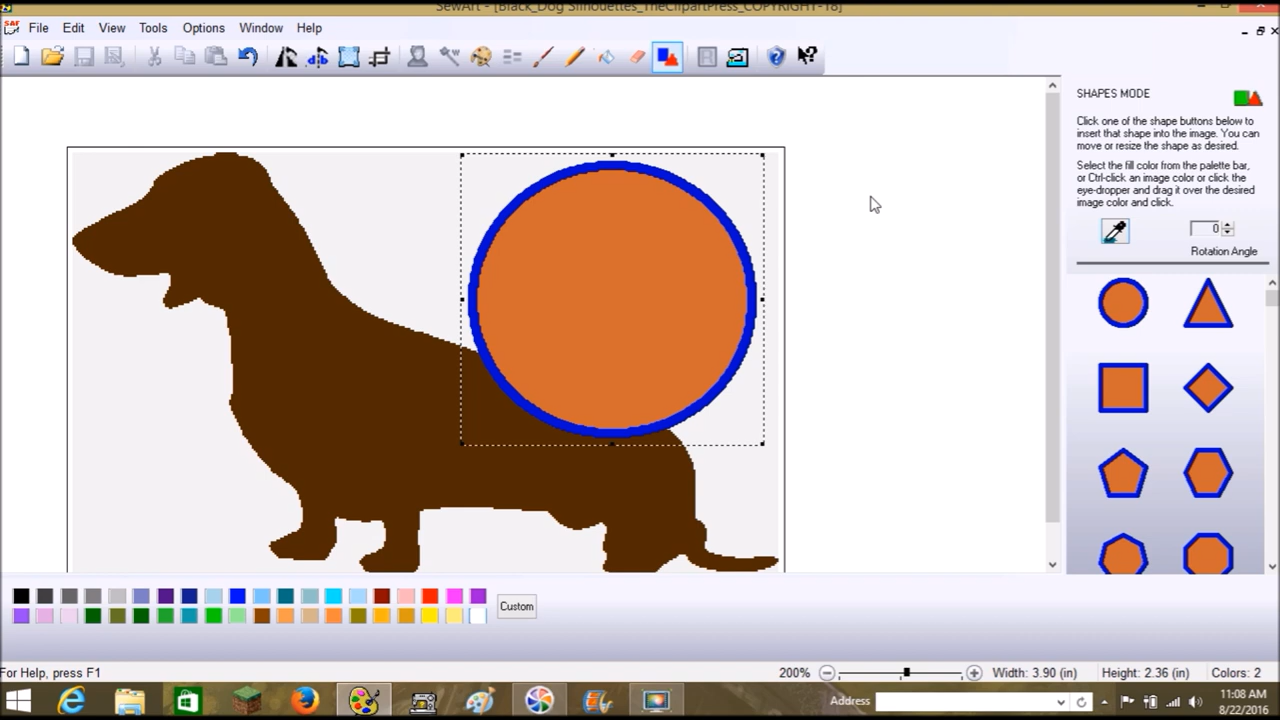 SewArt - [Black_Dog Silhouettes_TheClipartPress_COPYRIGHT-18]
File Edit View Tools Options Window Help
SHAPES MODE
Click one of the shape buttons below to
insert that shape into the image. You can
move or resize the shape as desired.
Select the fill color from the palette bar,
or Ctrl-click an image color or click the
eye-dropper and drag it over the desired
image color and click.
0
Rotation Angle
Custom
For Help, press F1
200%
Width: 3.90 (in)
Height: 2.36 (in)
Colors: 2
Address
11:08 AM
8/22/2016